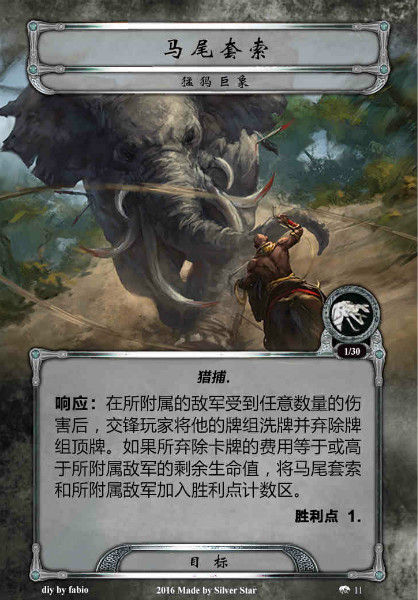 马尾套索
猛犸巨象
1/30
猎捕.
响应：在所附属的敌军受到任意数量的伤
害后，交锋玩家将他的牌组洗牌并弃除牌
组顶牌。如果所弃除卡牌的费用等于或高
于所附属敌军的剩余生命值，将马尾套索
和所附属敌军加入胜利点计数区。
胜利点 1.
目标
diy by fabio
2016 Made by Silver Star
11